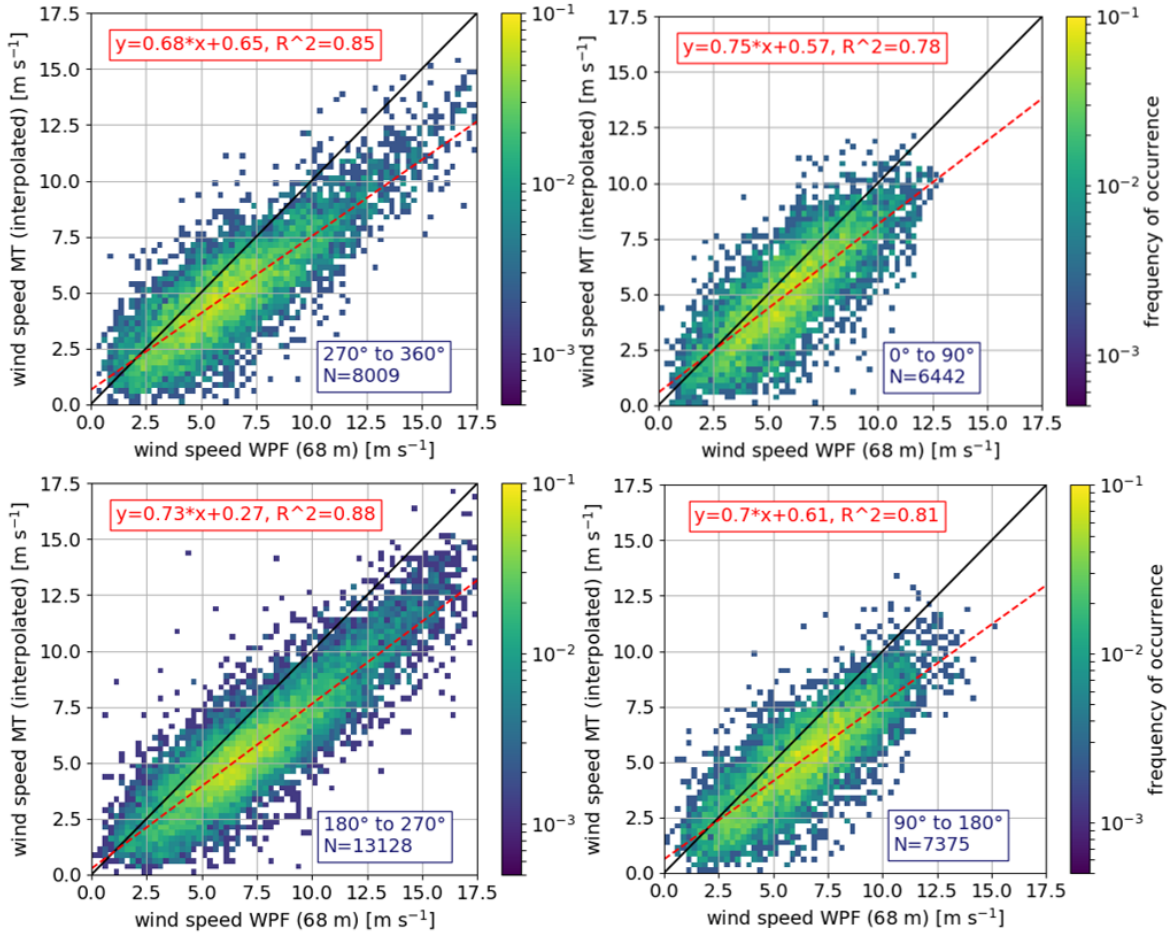 17.5
15.0
12.5
10.0
7.5
5.0
2.5
0.0
wind speed MT (interpolated) [m s⁻¹]
y=0.68*x+0.65, R^2=0.85
270° to 360°
N=8009
0.0 2.5 5.0 7.5 10.0 12.5 15.0 17.5
wind speed WPF (68 m) [m s⁻¹]
10⁻¹
10⁻²
10⁻³
17.5
15.0
12.5
10.0
7.5
5.0
2.5
0.0
wind speed MT (interpolated) [m s⁻¹]
y=0.75*x+0.57, R^2=0.78
0° to 90°
N=6442
0.0 2.5 5.0 7.5 10.0 12.5 15.0 17.5
wind speed WPF (68 m) [m s⁻¹]
10⁻¹
10⁻²
10⁻³
frequency of occurrence
17.5
15.0
12.5
10.0
7.5
5.0
2.5
0.0
wind speed MT (interpolated) [m s⁻¹]
y=0.73*x+0.27, R^2=0.88
180° to 270°
N=13128
0.0 2.5 5.0 7.5 10.0 12.5 15.0 17.5
wind speed WPF (68 m) [m s⁻¹]
10⁻¹
10⁻²
10⁻³
17.5
15.0
12.5
10.0
7.5
5.0
2.5
0.0
wind speed MT (interpolated) [m s⁻¹]
y=0.7*x+0.61, R^2=0.81
90° to 180°
N=7375
0.0 2.5 5.0 7.5 10.0 12.5 15.0 17.5
wind speed WPF (68 m) [m s⁻¹]
10⁻¹
10⁻²
10⁻³
frequency of occurrence